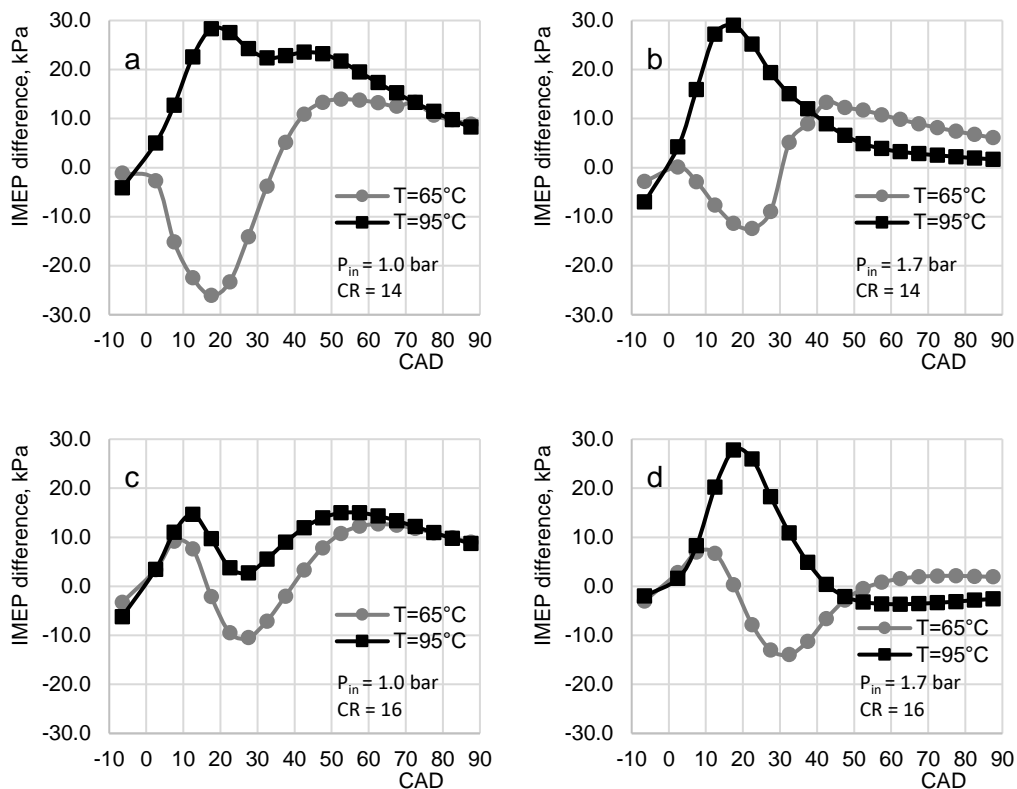 a
IMEP difference, kPa
30.0
20.0
10.0
0.0
-10.0
-20.0
-30.0
T=65°C
T=95°C
Pin = 1.0 bar
CR = 14
-10 0 10 20 30 40 50 60 70 80 90
CAD
b
IMEP difference, kPa
30.0
20.0
10.0
0.0
-10.0
-20.0
-30.0
T=65°C
T=95°C
Pin = 1.7 bar
CR = 14
-10 0 10 20 30 40 50 60 70 80 90
CAD
c
IMEP difference, kPa
30.0
20.0
10.0
0.0
-10.0
-20.0
-30.0
T=65°C
T=95°C
Pin = 1.0 bar
CR = 16
-10 0 10 20 30 40 50 60 70 80 90
CAD
d
IMEP difference, kPa
30.0
20.0
10.0
0.0
-10.0
-20.0
-30.0
T=65°C
T=95°C
Pin = 1.7 bar
CR = 16
-10 0 10 20 30 40 50 60 70 80 90
CAD